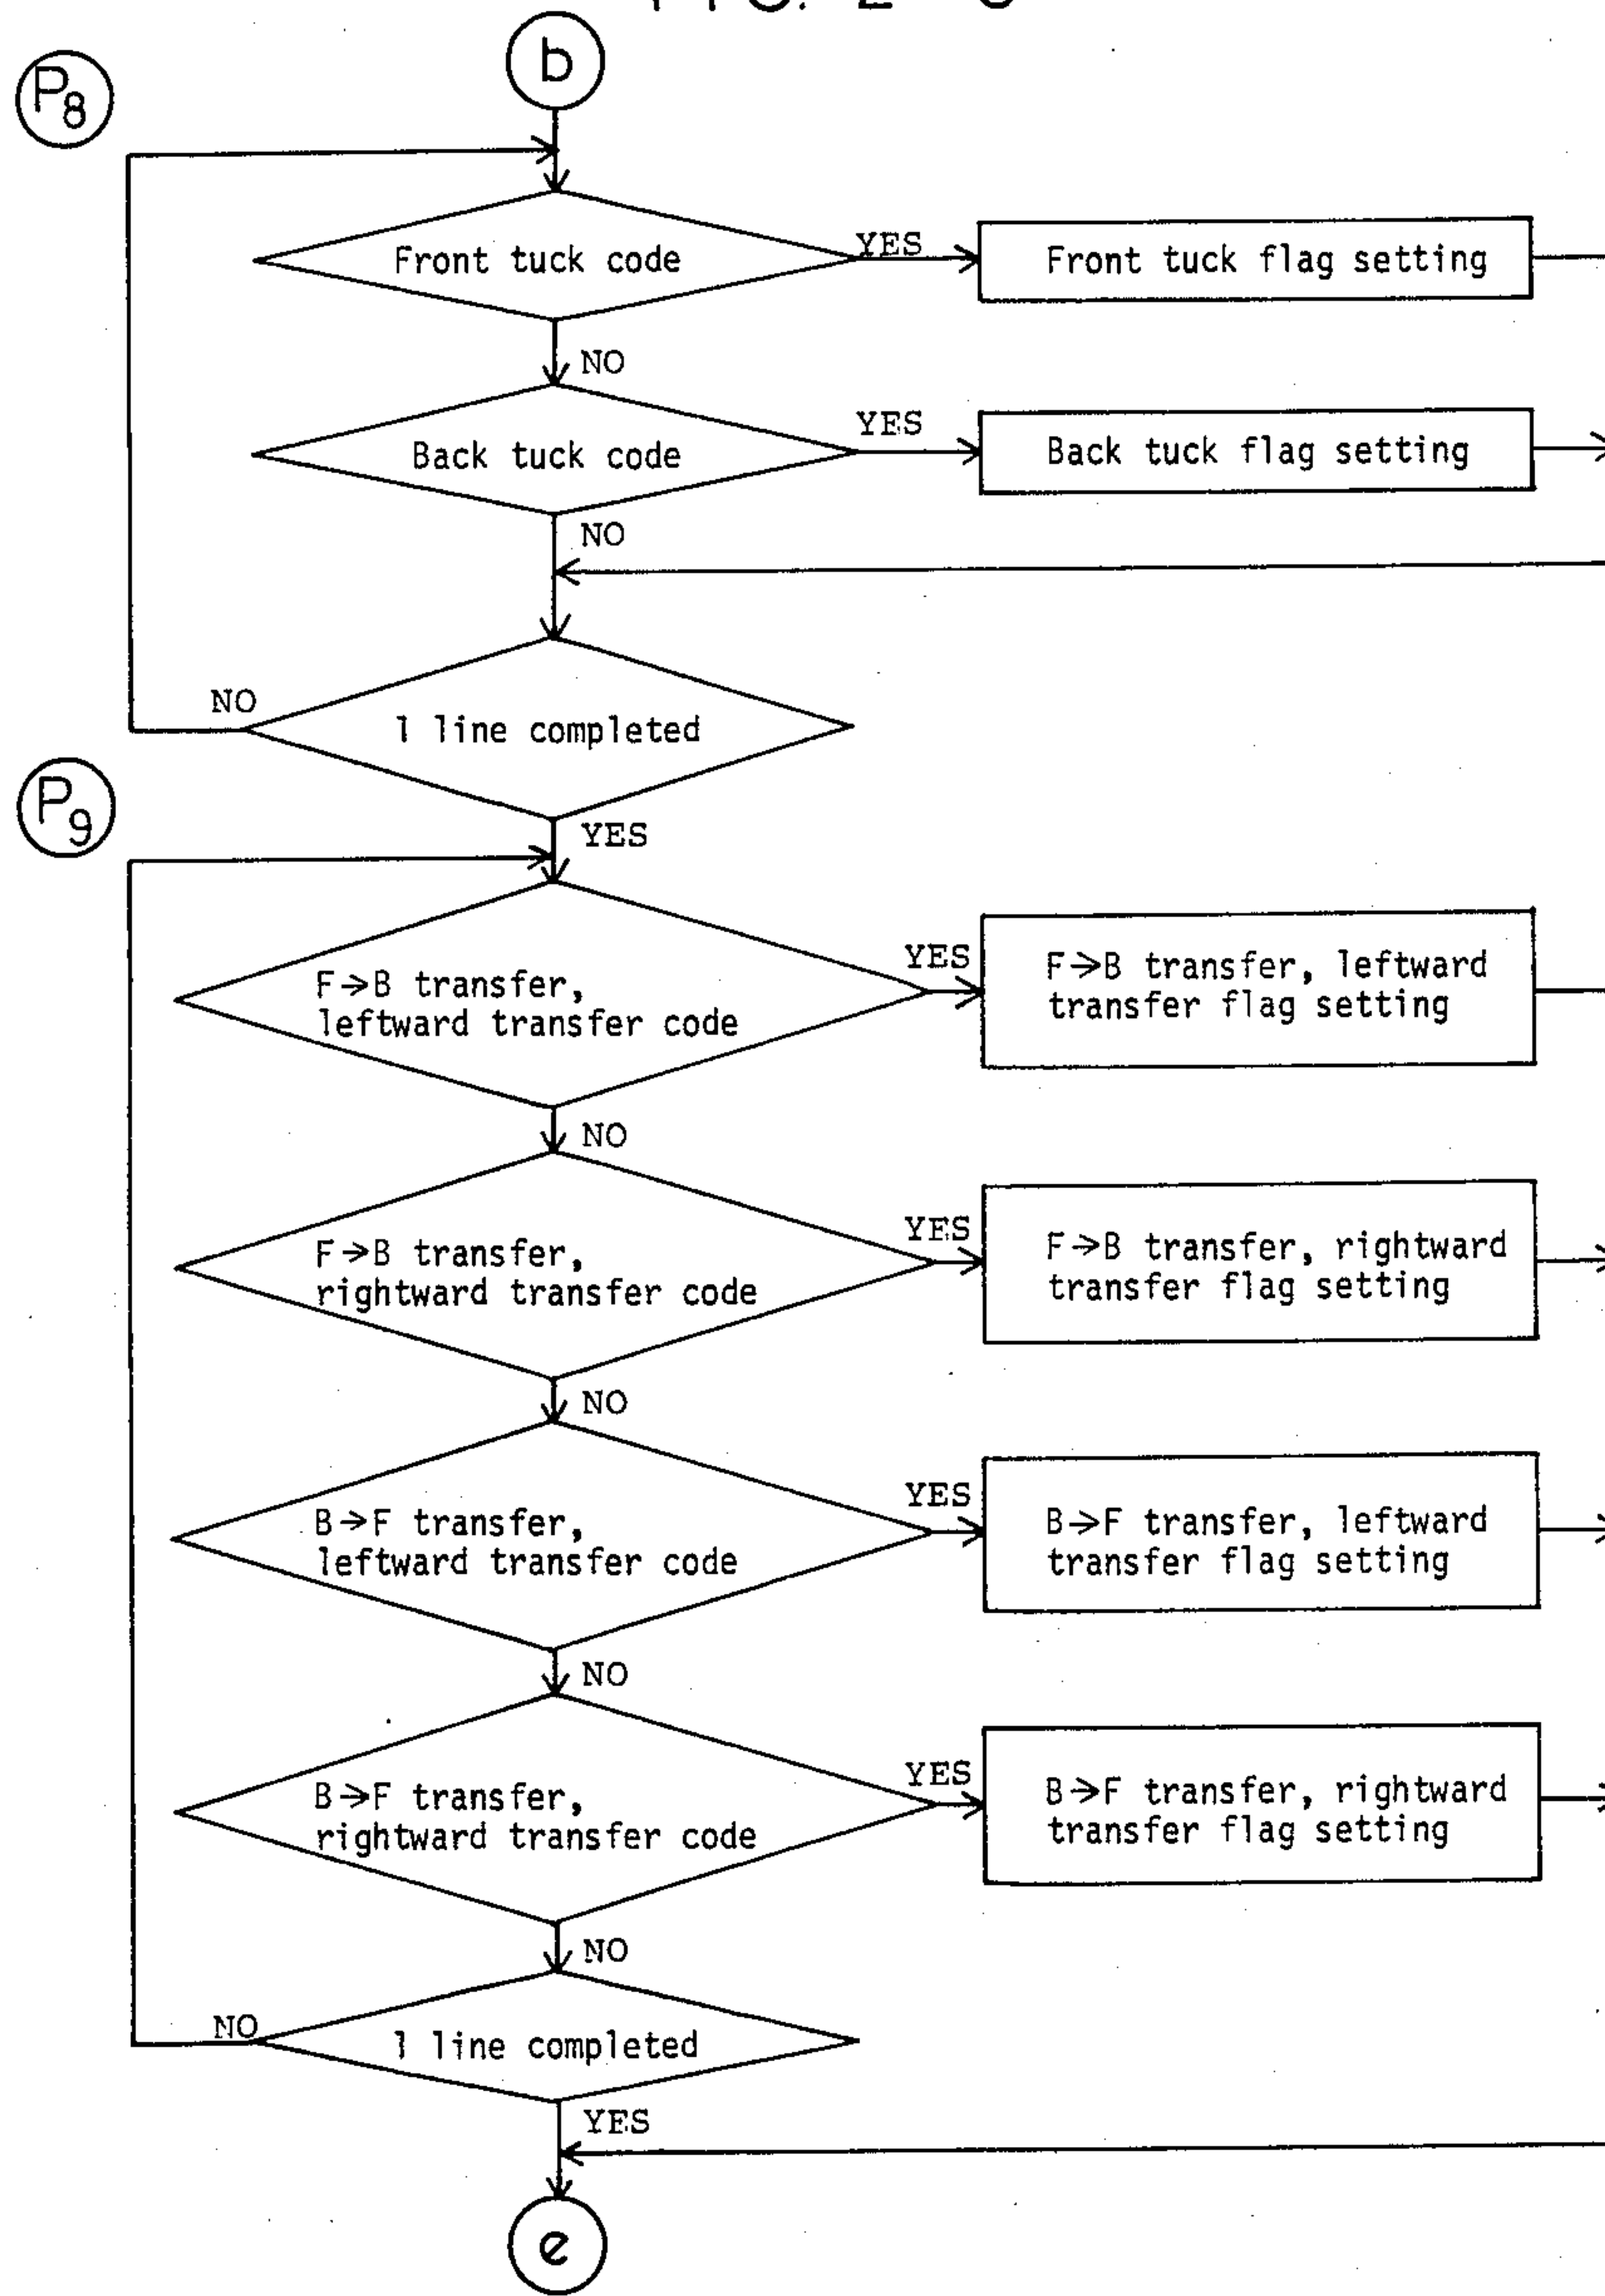 b
P8
Front tuck code
YES
Front tuck flag setting
NO
Back tuck code
YES
Back tuck flag setting
NO
1 line completed
NO
P9
YES
F→B transfer,
leftward transfer code
YES
F→B transfer, leftward
transfer flag setting
NO
F→B transfer,
rightward transfer code
YES
F→B transfer, rightward
transfer flag setting
NO
B→F transfer,
leftward transfer code
YES
B→F transfer, leftward
transfer flag setting
NO
B→F transfer,
rightward transfer code
YES
B→F transfer, rightward
transfer flag setting
NO
1 line completed
NO
YES
e